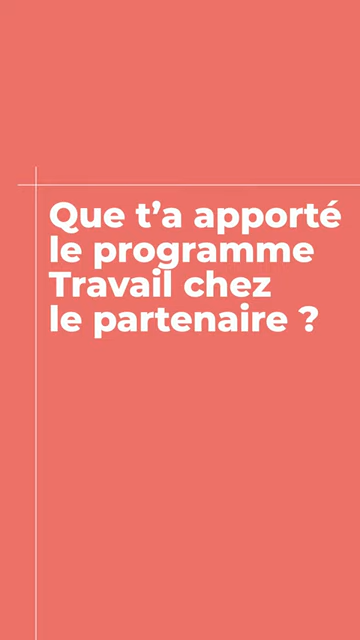 Que t’a apporté
le programme
Travail chez
le partenaire ?